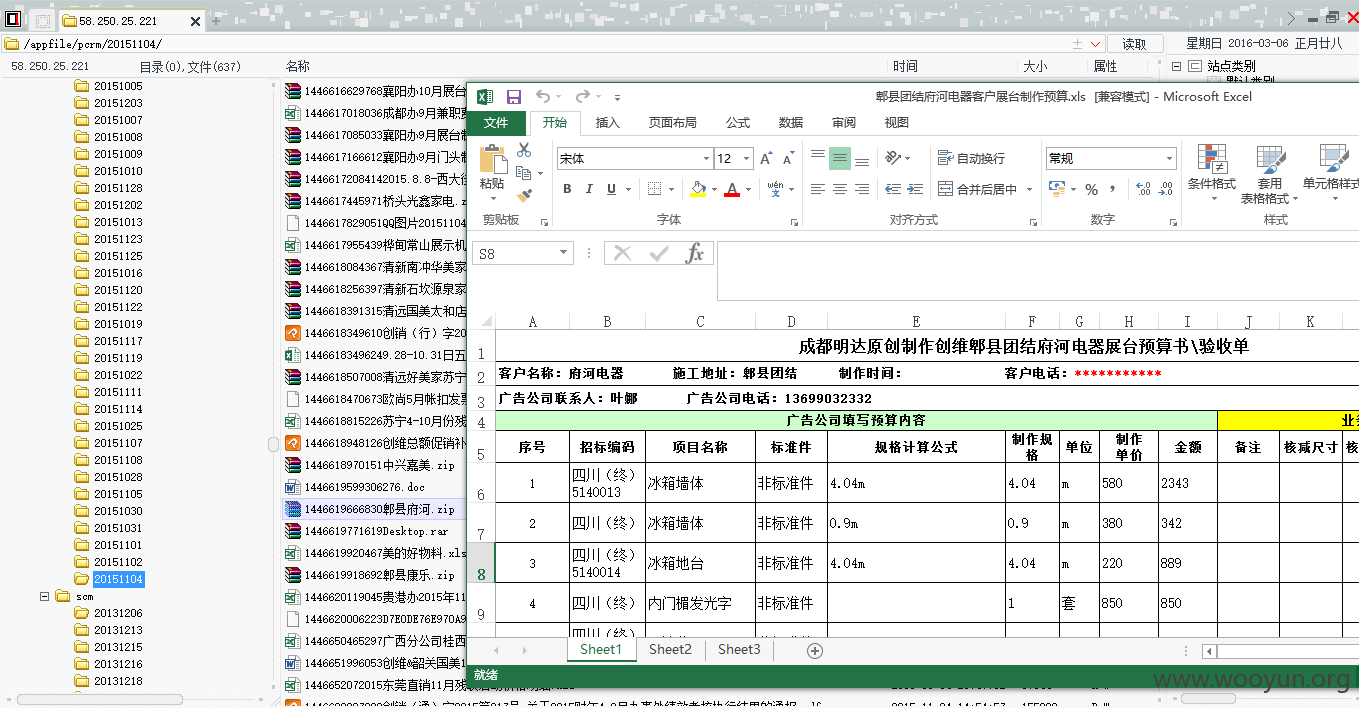 58.250.25.221
/appfile/pcrm/20151104/
读取
星期日 2016-03-06 正月廿八
58.250.25.221
目录(0),文件(637)
名称
时间
大小
属性
站点类别
默认类别
20151005
20151203
20151007
20151008
20151009
20151010
20151128
20151202
20151013
20151123
20151125
20151016
20151120
20151122
20151019
20151117
20151119
20151022
20151111
20151114
20151025
20151107
20151108
20151028
20151105
20151030
20151031
20151101
20151102
20151104
scm
20131206
20131213
20131215
20131216
20131218
1446616629768襄阳办10月展台
1446617018036成都办9月兼职
1446617085033襄阳办9月展台
1446617166612襄阳办9月门头
1446617208414 2015.8.8-西大
1446617445971桥头光鑫家电.z
1446617829051QQ图片20151104
1446617955439桦甸常山展示机
1446618084367清新南冲华美家
1446618256397清新石坎源泉家
1446618391315清远国美太和店
1446618349610创销（行）字20
1446618349624 9.28-10.31日五
1446618507008清远好美家苏宁
1446618470673欧尚5月帐扣发票
1446618815226苏宁4-10月份残
1446618948126创维总额促销补
1446618970151中兴嘉美.zip
1446619599306276.doc
1446619666830郫县府河.zip
1446619771619Desktop.rar
1446619920467美的好物料.xls
1446619918692郫县康乐.zip
1446620119045贵港办2015年11
1446620006223D7E0DE76E970A9
1446650465297广西分公司桂西
1446651996053创维&韶关国美1
1446652072015东莞直销11月残
郫县团结府河电器客户展台制作预算.xls [兼容模式] - Microsoft Excel
文件
开始
插入
页面布局
公式
数据
审阅
视图
粘贴
剪贴板
宋体
12
B I U
wén
文
字体
自动换行
合并后居中
对齐方式
常规
数字
条件格式
套用
表格格式
单元格样式
样式
S8
fx
A B C D E F G H I J K
1 成都明达原创制作创维郫县团结府河电器展台预算书\验收单
2 客户名称：府河电器 施工地址：郫县团结 制作时间： 客户电话：***********
3 广告公司联系人：叶鄉 广告公司电话：13699032332
4 广告公司填写预算内容 业
5 序号 招标编码 项目名称 标准件 规格计算公式 制作规格 单位 制作单价 金额 备注 核减尺寸 核
6 1 四川（终）5140013 冰箱墙体 非标准件 4.04m 4.04 m 580 2343
7 2 四川（终） 冰箱墙体 非标准件 0.9m 0.9 m 380 342
8 3 四川（终）5140014 冰箱地台 非标准件 4.04m 4.04 m 220 889
9 4 四川（终） 内门楣发光字 非标准件 1 套 850 850
四川（终）
Sheet1
Sheet2
Sheet3
就绪
www.wooyun.org